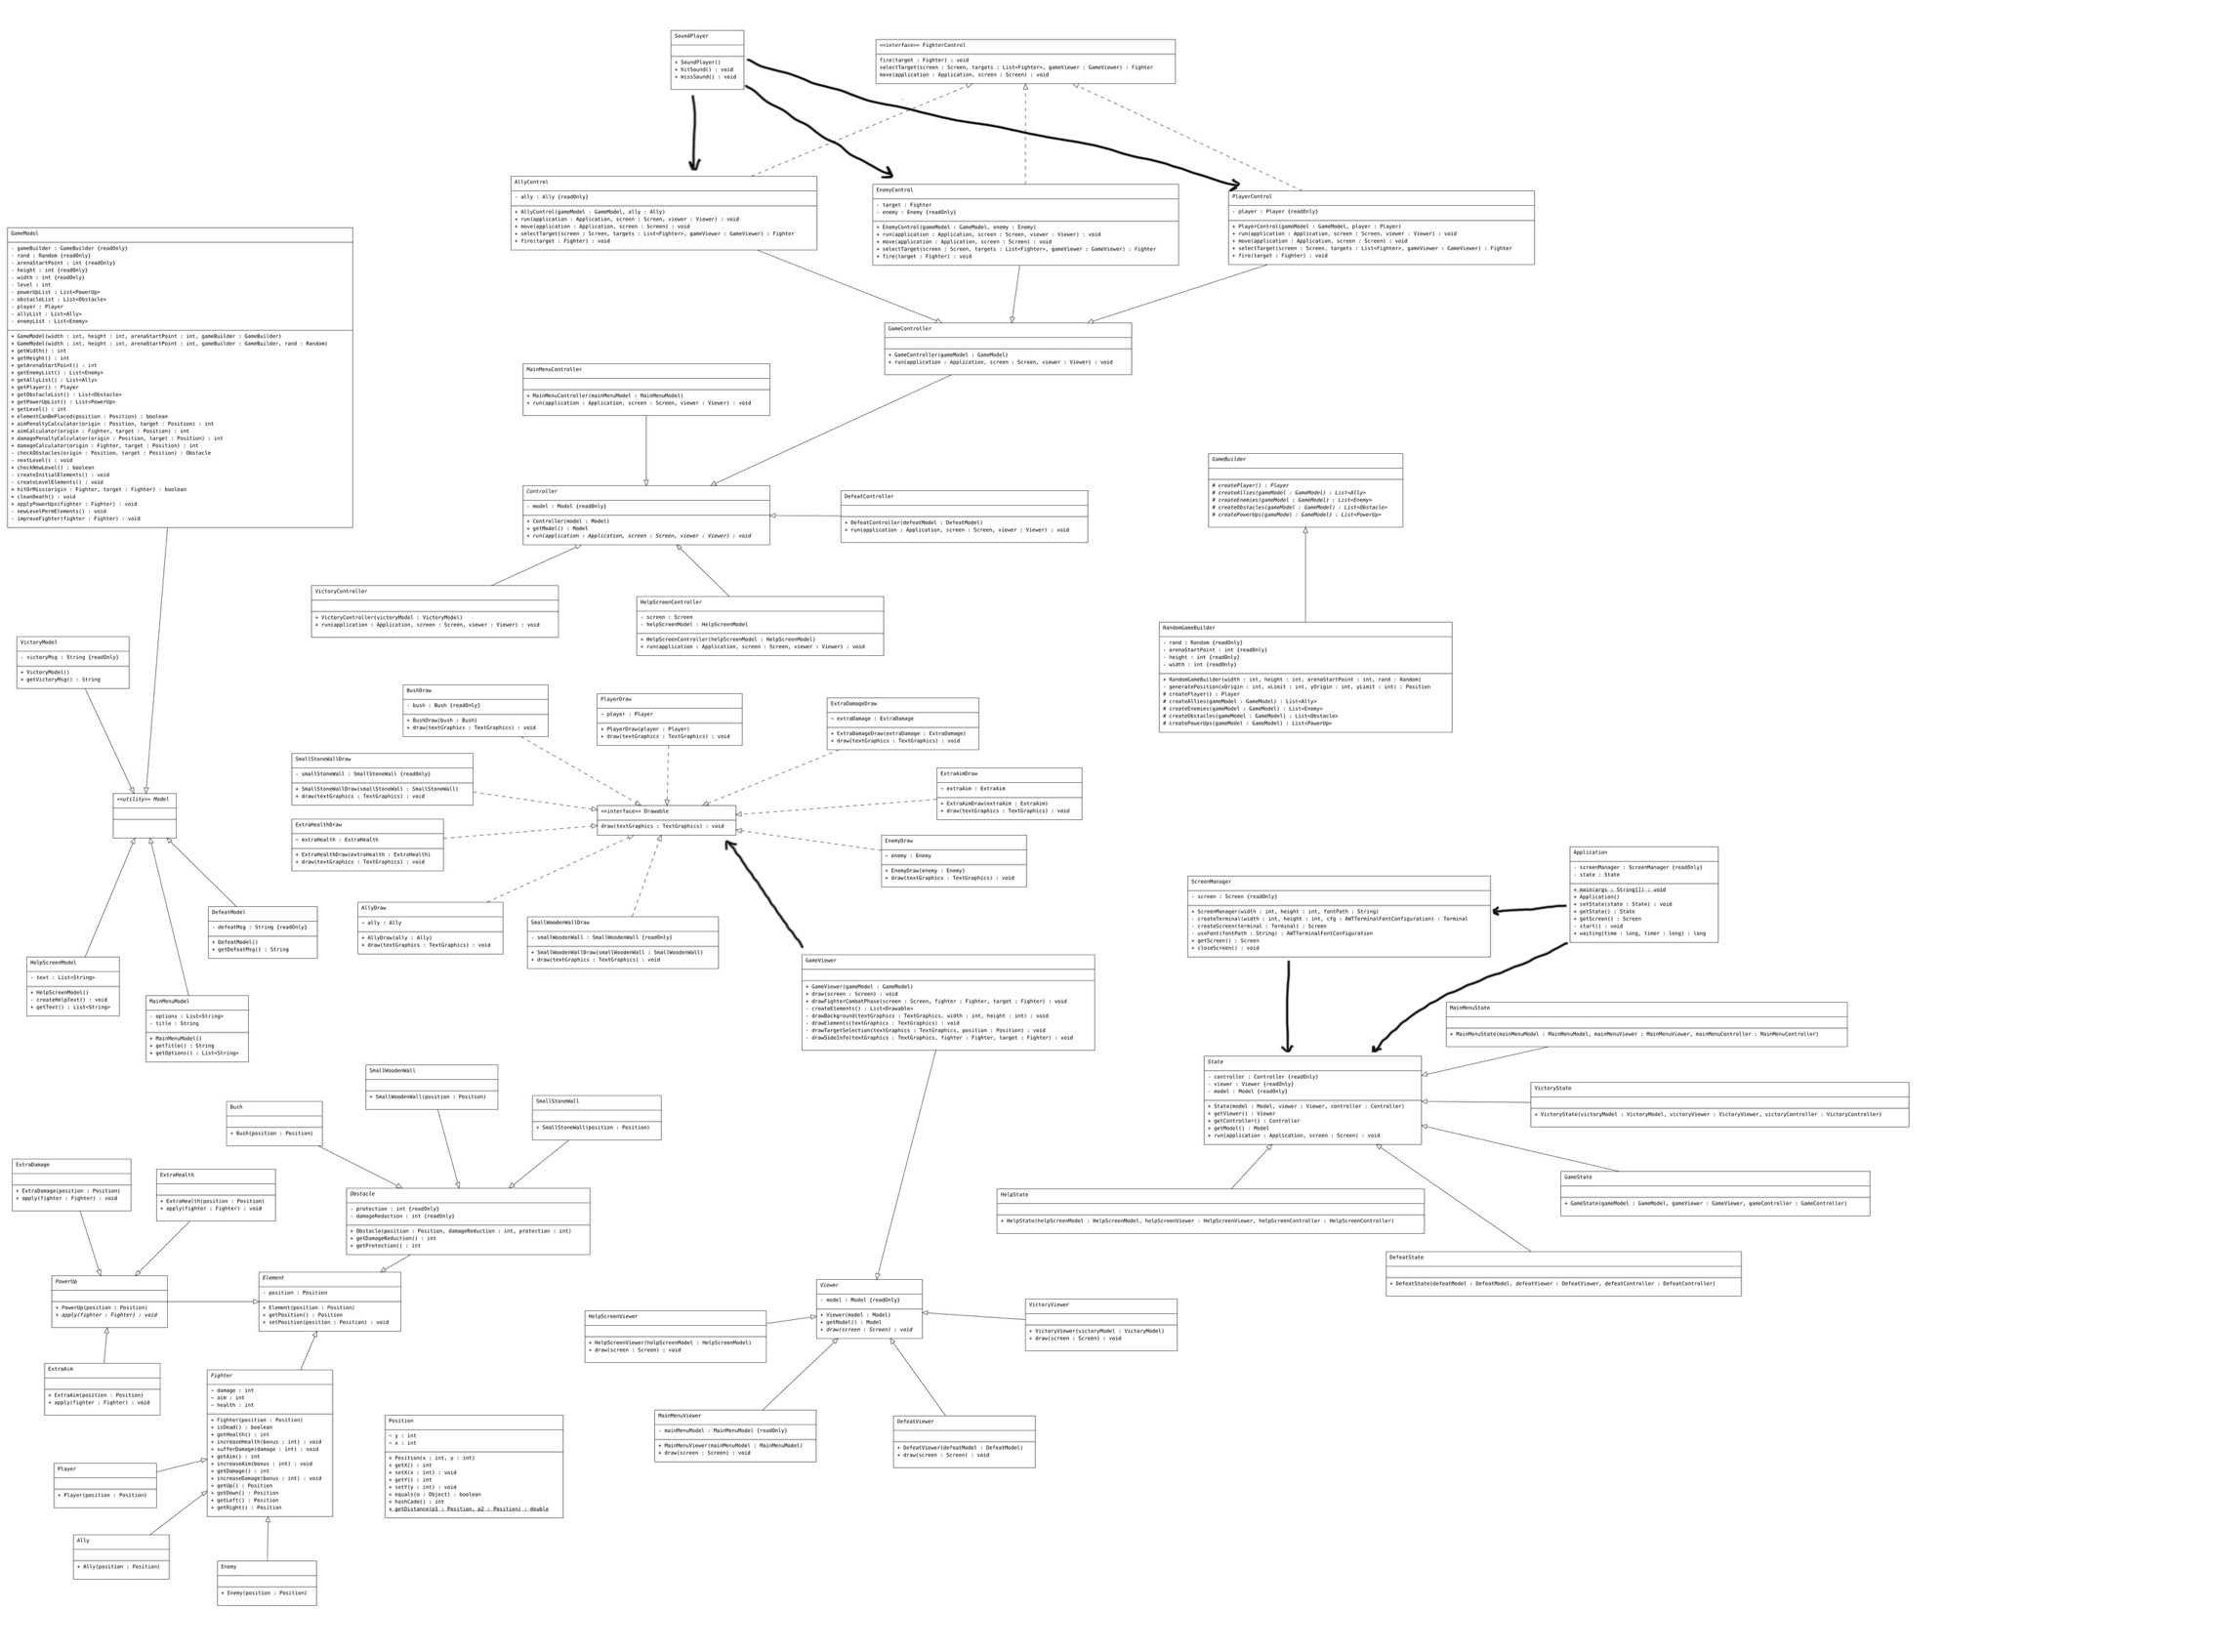 SoundPlayer
+ SoundPlayer()
+ hitSound() : void
+ missSound() : void
<<interface>> FighterControl
fire(target : Fighter) : void
selectTarget(screen : Screen, targets : List<Fighter>, gameViewer : GameViewer) : Fighter
move(application : Application, screen : Screen) : void
AllyControl
- ally : Ally {readOnly}
+ AllyControl(gameModel : GameModel, ally : Ally)
+ run(application : Application, screen : Screen, viewer : Viewer) : void
+ move(application : Application, screen : Screen) : void
+ selectTarget(screen : Screen, targets : List<Fighter>, gameViewer : GameViewer) : Fighter
+ fire(target : Fighter) : void
EnemyControl
- target : Fighter
- enemy : Enemy {readOnly}
+ EnemyControl(gameModel : GameModel, enemy : Enemy)
+ run(application : Application, screen : Screen, viewer : Viewer) : void
+ move(application : Application, screen : Screen) : void
+ selectTarget(screen : Screen, targets : List<Fighter>, gameViewer : GameViewer) : Fighter
+ fire(target : Fighter) : void
PlayerControl
- player : Player {readOnly}
+ PlayerControl(gameModel : GameModel, player : Player)
+ run(application : Application, screen : Screen, viewer : Viewer) : void
+ move(application : Application, screen : Screen) : void
+ selectTarget(screen : Screen, targets : List<Fighter>, gameViewer : GameViewer) : Fighter
+ fire(target : Fighter) : void
GameModel
- gameBuilder : GameBuilder {readOnly}
- rand : Random {readOnly}
- arenaStartPoint : int {readOnly}
- height : int {readOnly}
- width : int {readOnly}
- level : int
- powerUpList : List<PowerUp>
- obstacleList : List<Obstacle>
- player : Player
- allyList : List<Ally>
- enemyList : List<Enemy>
+ GameModel(width : int, height : int, arenaStartPoint : int, gameBuilder : GameBuilder)
+ GameModel(width : int, height : int, arenaStartPoint : int, gameBuilder : GameBuilder, rand : Random)
+ getWidth() : int
+ getHeight() : int
+ getArenaStartPoint() : int
+ getEnemyList() : List<Enemy>
+ getAllyList() : List<Ally>
+ getPlayer() : Player
+ getObstacleList() : List<Obstacle>
+ getPowerUpList() : List<PowerUp>
+ getLevel() : int
+ elementCanBePlaced(position : Position) : boolean
+ aimPenaltyCalculator(origin : Position, target : Position) : int
+ aimCalculator(origin : Fighter, target : Position) : int
+ damagePenaltyCalculator(origin : Position, target : Position) : int
+ damageCalculator(origin : Fighter, target : Position) : int
- checkObstacles(origin : Position, target : Position) : Obstacle
- nextLevel() : void
+ checkNewLevel() : boolean
- createInitialElements() : void
- createLevelElements() : void
+ hitOrMiss(origin : Fighter, target : Fighter) : boolean
+ cleanDeath() : void
+ applyPowerUps(fighter : Fighter) : void
- newLevelPermElements() : void
- improveFighter(fighter : Fighter) : void
GameController
+ GameController(gameModel : GameModel)
+ run(application : Application, screen : Screen, viewer : Viewer) : void
MainMenuController
+ MainMenuController(mainMenuModel : MainMenuModel)
+ run(application : Application, screen : Screen, viewer : Viewer) : void
GameBuilder
# createPlayer() : Player
# createAllies(gameModel : GameModel) : List<Ally>
# createEnemies(gameModel : GameModel) : List<Enemy>
# createObstacles(gameModel : GameModel) : List<Obstacle>
# createPowerUps(gameModel : GameModel) : List<PowerUp>
Controller
- model : Model {readOnly}
+ Controller(model : Model)
+ getModel() : Model
+ run(application : Application, screen : Screen, viewer : Viewer) : void
DefeatController
+ DefeatController(defeatModel : DefeatModel)
+ run(application : Application, screen : Screen, viewer : Viewer) : void
VictoryController
+ VictoryController(victoryModel : VictoryModel)
+ run(application : Application, screen : Screen, viewer : Viewer) : void
HelpScreenController
- screen : Screen
- helpScreenModel : HelpScreenModel
+ HelpScreenController(helpScreenModel : HelpScreenModel)
+ run(application : Application, screen : Screen, viewer : Viewer) : void
RandomGameBuilder
- rand : Random {readOnly}
- arenaStartPoint : int {readOnly}
- height : int {readOnly}
- width : int {readOnly}
+ RandomGameBuilder(width : int, height : int, arenaStartPoint : int, rand : Random)
- generatePosition(xOrigin : int, xLimit : int, yOrigin : int, yLimit : int) : Position
# createPlayer() : Player
# createAllies(gameModel : GameModel) : List<Ally>
# createEnemies(gameModel : GameModel) : List<Enemy>
# createObstacles(gameModel : GameModel) : List<Obstacle>
# createPowerUps(gameModel : GameModel) : List<PowerUp>
VictoryModel
- victoryMsg : String {readOnly}
+ VictoryModel()
+ getVictoryMsg() : String
BushDraw
- bush : Bush {readOnly}
+ BushDraw(bush : Bush)
+ draw(textGraphics : TextGraphics) : void
PlayerDraw
~ player : Player
+ PlayerDraw(player : Player)
+ draw(textGraphics : TextGraphics) : void
ExtraDamageDraw
~ extraDamage : ExtraDamage
+ ExtraDamageDraw(extraDamage : ExtraDamage)
+ draw(textGraphics : TextGraphics) : void
SmallStoneWallDraw
- smallStoneWall : SmallStoneWall {readOnly}
+ SmallStoneWallDraw(smallStoneWall : SmallStoneWall)
+ draw(textGraphics : TextGraphics) : void
ExtraAimDraw
~ extraAim : ExtraAim
+ ExtraAimDraw(extraAim : ExtraAim)
+ draw(textGraphics : TextGraphics) : void
<<utility>> Model
<<interface>> Drawable
draw(textGraphics : TextGraphics) : void
ExtraHealthDraw
~ extraHealth : ExtraHealth
+ ExtraHealthDraw(extraHealth : ExtraHealth)
+ draw(textGraphics : TextGraphics) : void
EnemyDraw
~ enemy : Enemy
+ EnemyDraw(enemy : Enemy)
+ draw(textGraphics : TextGraphics) : void
Application
- screenManager : ScreenManager {readOnly}
- state : State
+ main(args : String[]) : void
+ Application()
+ setState(state : State) : void
+ getState() : State
+ getScreen() : Screen
- start() : void
+ waiting(time : long, timer : long) : long
ScreenManager
- screen : Screen {readOnly}
+ ScreenManager(width : int, height : int, fontPath : String)
- createTerminal(width : int, height : int, cfg : AWTTerminalFontConfiguration) : Terminal
- createScreen(terminal : Terminal) : Screen
- useFont(fontPath : String) : AWTTerminalFontConfiguration
+ getScreen() : Screen
+ closeScreen() : void
DefeatModel
- defeatMsg : String {readOnly}
+ DefeatModel()
+ getDefeatMsg() : String
AllyDraw
~ ally : Ally
+ AllyDraw(ally : Ally)
+ draw(textGraphics : TextGraphics) : void
SmallWoodenWallDraw
- smallWoodenWall : SmallWoodenWall {readOnly}
+ SmallWoodenWallDraw(smallWoodenWall : SmallWoodenWall)
+ draw(textGraphics : TextGraphics) : void
HelpScreenModel
- text : List<String>
+ HelpScreenModel()
- createHelpText() : void
+ getText() : List<String>
GameViewer
+ GameViewer(gameModel : GameModel)
+ draw(screen : Screen) : void
+ drawFighterCombatPhase(screen : Screen, fighter : Fighter, target : Fighter) : void
- createElements() : List<Drawable>
- drawBackground(textGraphics : TextGraphics, width : int, height : int) : void
- drawElements(textGraphics : TextGraphics) : void
- drawTargetSelection(textGraphics : TextGraphics, position : Position) : void
- drawSideInfo(textGraphics : TextGraphics, fighter : Fighter, target : Fighter) : void
MainMenuModel
- options : List<String>
- title : String
+ MainMenuModel()
+ getTitle() : String
+ getOptions() : List<String>
MainMenuState
+ MainMenuState(mainMenuModel : MainMenuModel, mainMenuViewer : MainMenuViewer, mainMenuController : MainMenuController)
State
- controller : Controller {readOnly}
- viewer : Viewer {readOnly}
- model : Model {readOnly}
+ State(model : Model, viewer : Viewer, controller : Controller)
+ getViewer() : Viewer
+ getController() : Controller
+ getModel() : Model
+ run(application : Application, screen : Screen) : void
SmallWoodenWall
+ SmallWoodenWall(position : Position)
VictoryState
+ VictoryState(victoryModel : VictoryModel, victoryViewer : VictoryViewer, victoryController : VictoryController)
Bush
+ Bush(position : Position)
SmallStoneWall
+ SmallStoneWall(position : Position)
ExtraDamage
+ ExtraDamage(position : Position)
+ apply(fighter : Fighter) : void
ExtraHealth
+ ExtraHealth(position : Position)
+ apply(fighter : Fighter) : void
Obstacle
- protection : int {readOnly}
- damageReduction : int {readOnly}
+ Obstacle(position : Position, damageReduction : int, protection : int)
+ getDamageReduction() : int
+ getProtection() : int
GameState
+ GameState(gameModel : GameModel, gameViewer : GameViewer, gameController : GameController)
HelpState
+ HelpState(helpScreenModel : HelpScreenModel, helpScreenViewer : HelpScreenViewer, helpScreenController : HelpScreenController)
DefeatState
+ DefeatState(defeatModel : DefeatModel, defeatViewer : DefeatViewer, defeatController : DefeatController)
PowerUp
+ PowerUp(position : Position)
+ apply(fighter : Fighter) : void
Element
- position : Position
+ Element(position : Position)
+ getPosition() : Position
+ setPosition(position : Position) : void
Viewer
- model : Model {readOnly}
+ Viewer(model : Model)
+ getModel() : Model
+ draw(screen : Screen) : void
HelpScreenViewer
+ HelpScreenViewer(helpScreenModel : HelpScreenModel)
+ draw(screen : Screen) : void
VictoryViewer
+ VictoryViewer(victoryModel : VictoryModel)
+ draw(screen : Screen) : void
ExtraAim
+ ExtraAim(position : Position)
+ apply(fighter : Fighter) : void
Fighter
~ damage : int
~ aim : int
~ health : int
+ Fighter(position : Position)
+ isDead() : boolean
+ getHealth() : int
+ increaseHealth(bonus : int) : void
+ sufferDamage(damage : int) : void
+ getAim() : int
+ increaseAim(bonus : int) : void
+ getDamage() : int
+ increaseDamage(bonus : int) : void
+ getUp() : Position
+ getDown() : Position
+ getLeft() : Position
+ getRight() : Position
Position
~ y : int
~ x : int
+ Position(x : int, y : int)
+ getX() : int
+ setX(x : int) : void
+ getY() : int
+ setY(y : int) : void
+ equals(o : Object) : boolean
+ hashCode() : int
+ getDistance(p1 : Position, p2 : Position) : double
MainMenuViewer
- mainMenuModel : MainMenuModel {readOnly}
+ MainMenuViewer(mainMenuModel : MainMenuModel)
+ draw(screen : Screen) : void
DefeatViewer
+ DefeatViewer(defeatModel : DefeatModel)
+ draw(screen : Screen) : void
Player
+ Player(position : Position)
Ally
+ Ally(position : Position)
Enemy
+ Enemy(position : Position)